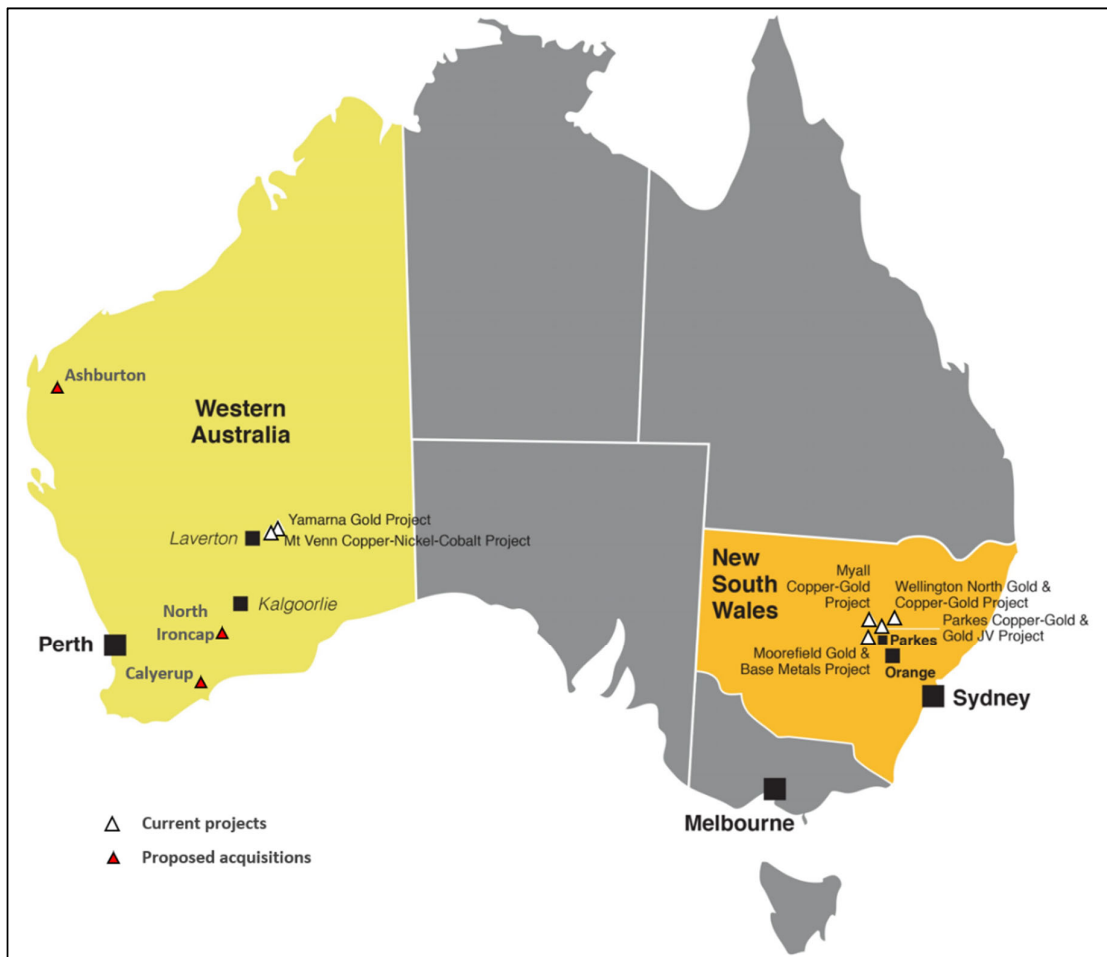 Ashburton
Western
Australia
Yamarna Gold Project
Laverton
Mt Venn Copper-Nickel-Cobalt Project
Kalgoorlie
North
Ironcap
Perth
Calyerup
New
South
Wales
Myall
Copper-Gold
Project
Wellington North Gold &
Copper-Gold Project
Parkes Copper-Gold &
Gold JV Project
Parkes
Moorefield Gold &
Base Metals Project
Orange
Sydney
Melbourne
Current projects
Proposed acquisitions